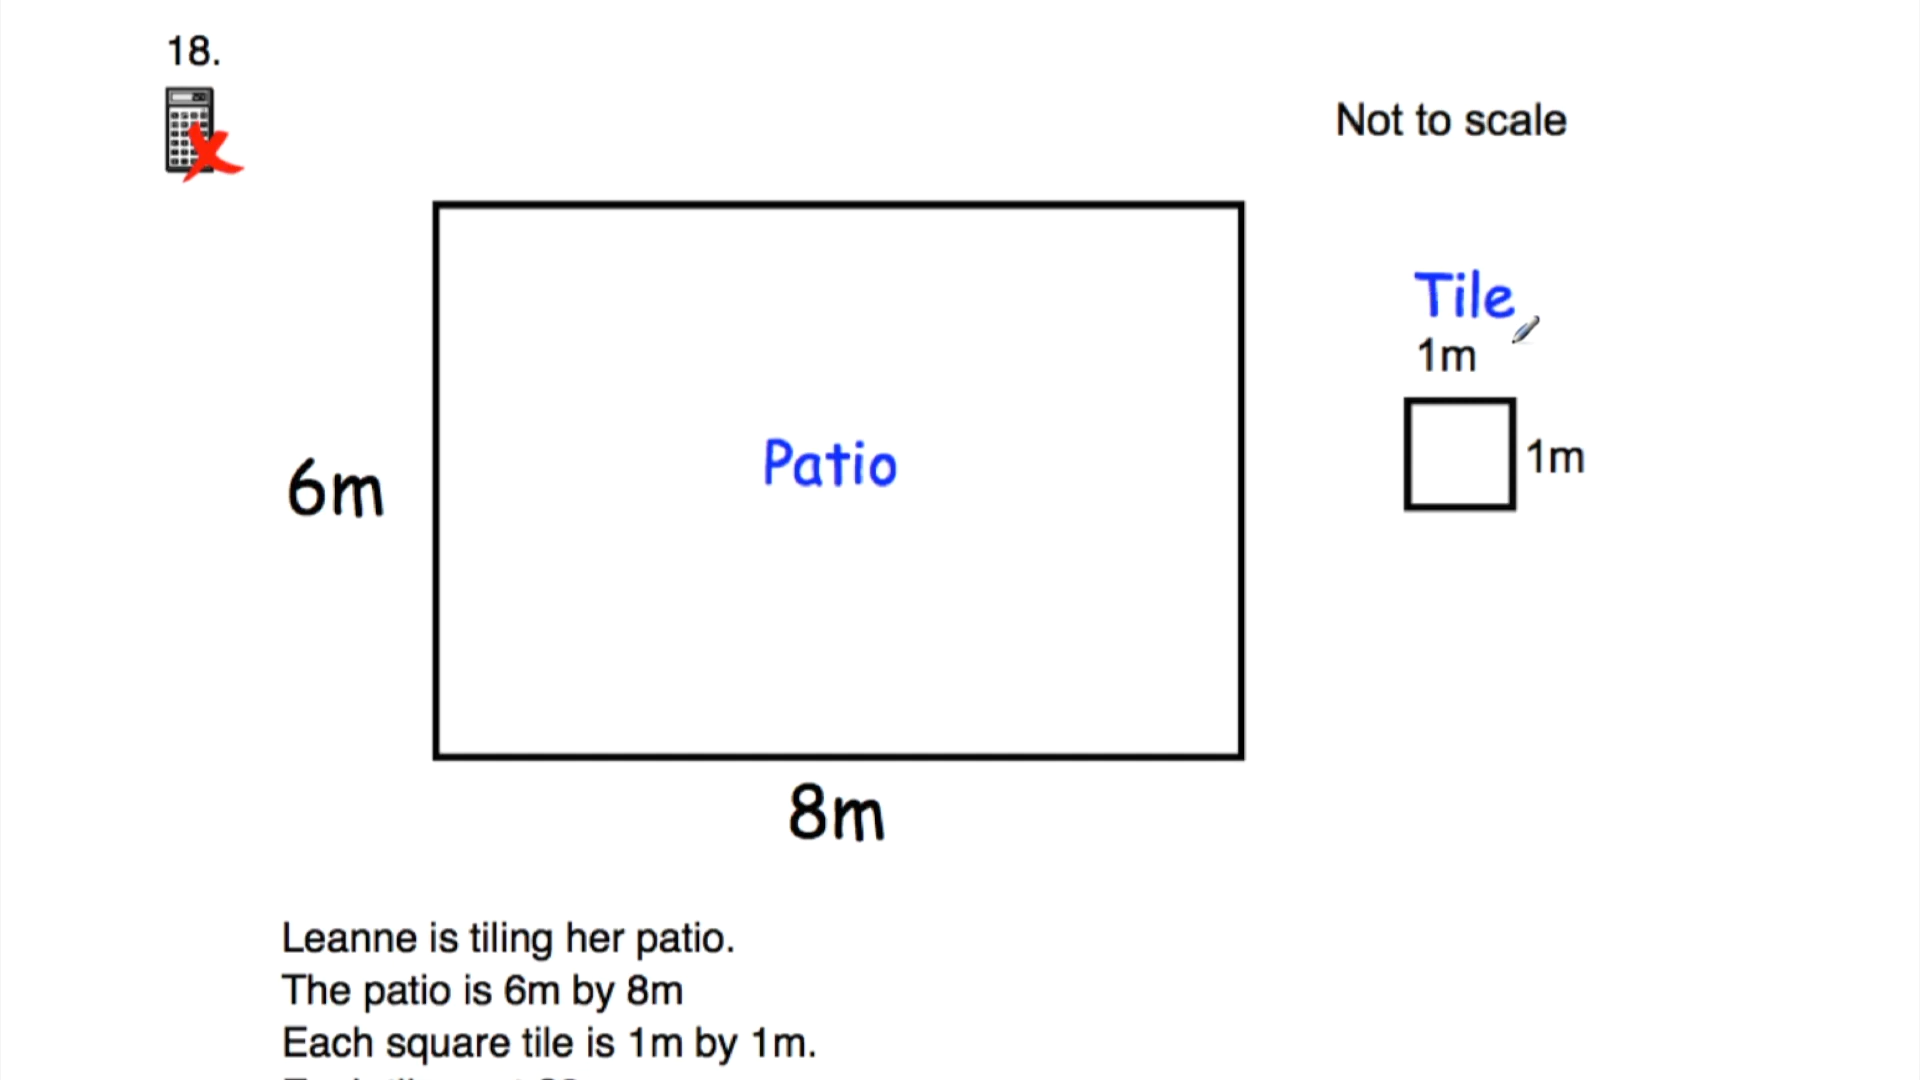 18.
Not to scale
Tile
1m
Patio
1m
6m
8m
Leanne is tiling her patio.
The patio is 6m by 8m
Each square tile is 1m by 1m.